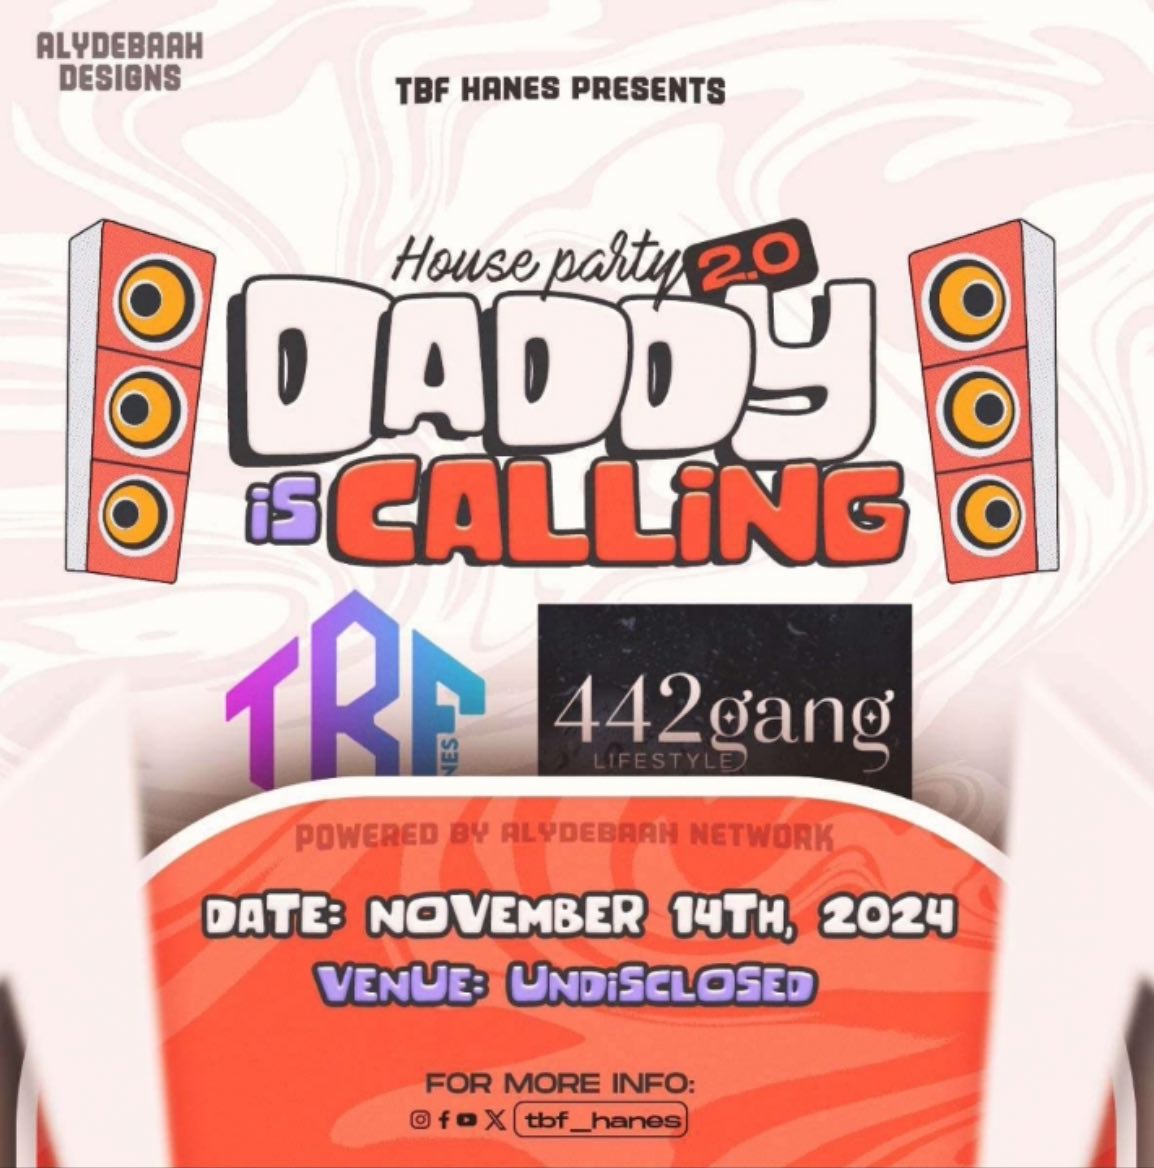 ALYDEBAAH
DESIGNS
TBF HANES PRESENTS
House party 2.0
DADDY
iS CALLiNG
TBF
NES
442gang
LIFESTYLE
POWERED BY ALYDEBAAH NETWORK
DATE: NOVEMBER 14TH, 2024
VENUE: UNDiSCLOSED
FOR MORE INFO:
tbf_hanes